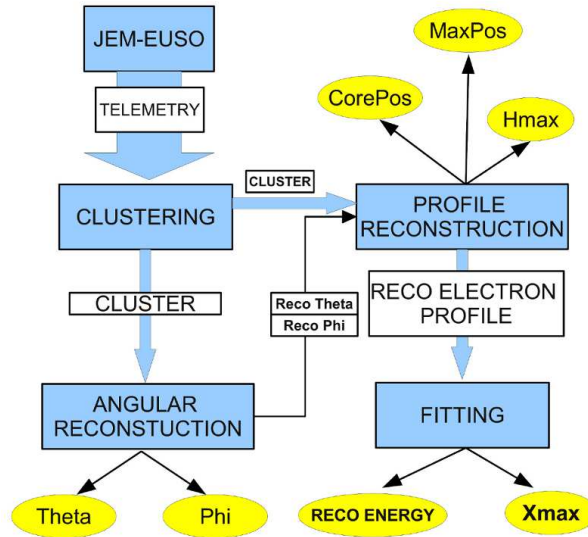 JEM-EUSO
MaxPos
TELEMETRY
CorePos
Hmax
CLUSTER
CLUSTERING
PROFILE
RECONSTRUCTION
CLUSTER
Reco Theta
Reco Phi
RECO ELECTRON
PROFILE
ANGULAR
RECONSTUCTION
FITTING
Theta
Phi
RECO ENERGY
Xmax